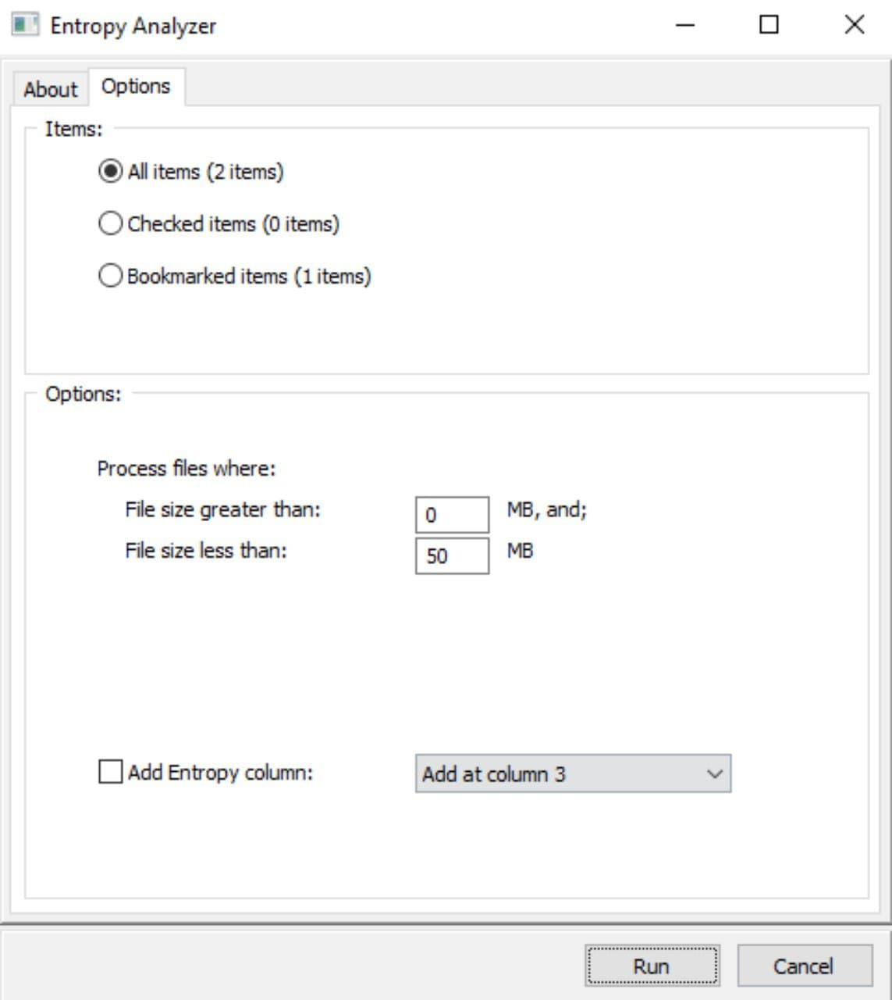 Entropy Analyzer
About Options
Items:
All items (2 items)
Checked items (0 items)
Bookmarked items (1 items)
Options:
Process files where:
File size greater than: 0 MB, and;
File size less than: 50 MB
Add Entropy column: Add at column 3
Run Cancel